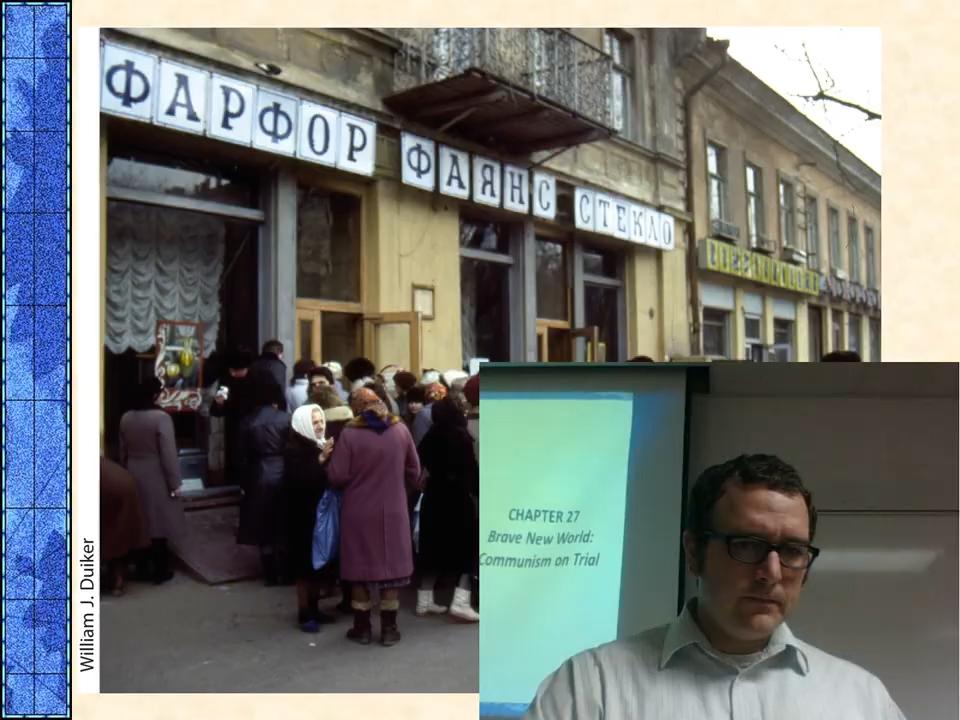 ФАРФОР ФАЯНС СТЕКЛО
William J. Duiker
CHAPTER 27
Brave New World:
Communism on Trial